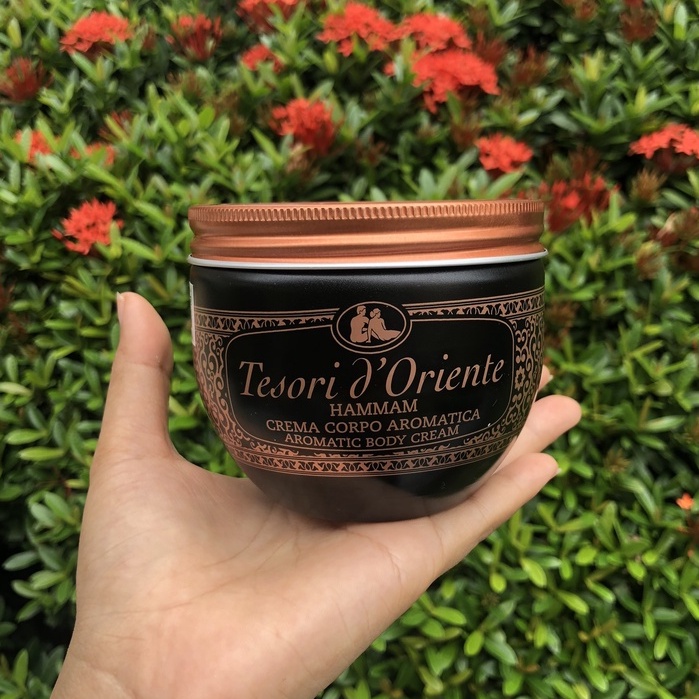 Tesori d'Oriente
HAMMAM
CREMA CORPO AROMATICA
AROMATIC BODY CREAM